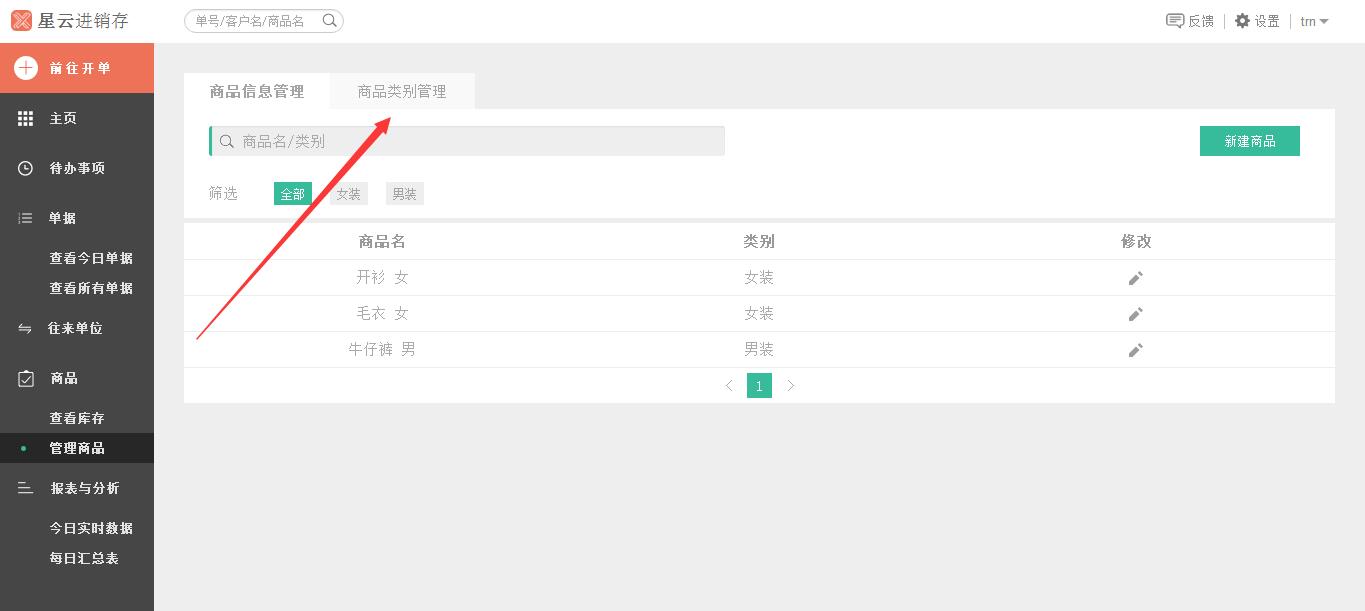 星云进销存
单号/客户名/商品名
反馈
设置
trn
前往开单
主页
待办事项
单据
查看今日单据
查看所有单据
往来单位
商品
查看库存
管理商品
报表与分析
今日实时数据
每日汇总表
商品信息管理 商品类别管理
商品名/类别
新建商品
筛选 全部 女装 男装
商品名 类别 修改
开衫 女 女装
毛衣 女 女装
牛仔裤 男 男装
1